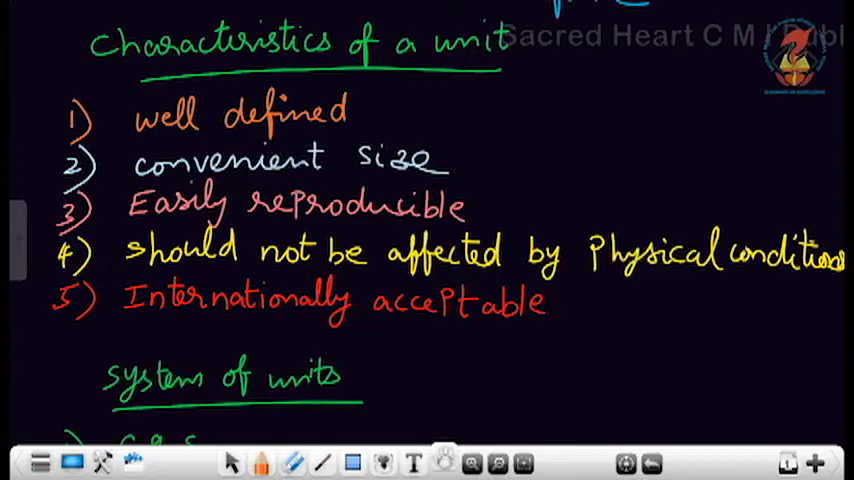 Sacred Heart C M I Publ
Characteristics of a unit
1) well defined
2) convenient size
3) Easily reproducible
4) should not be affected by Physical conditions
5) Internationally acceptable
system of units